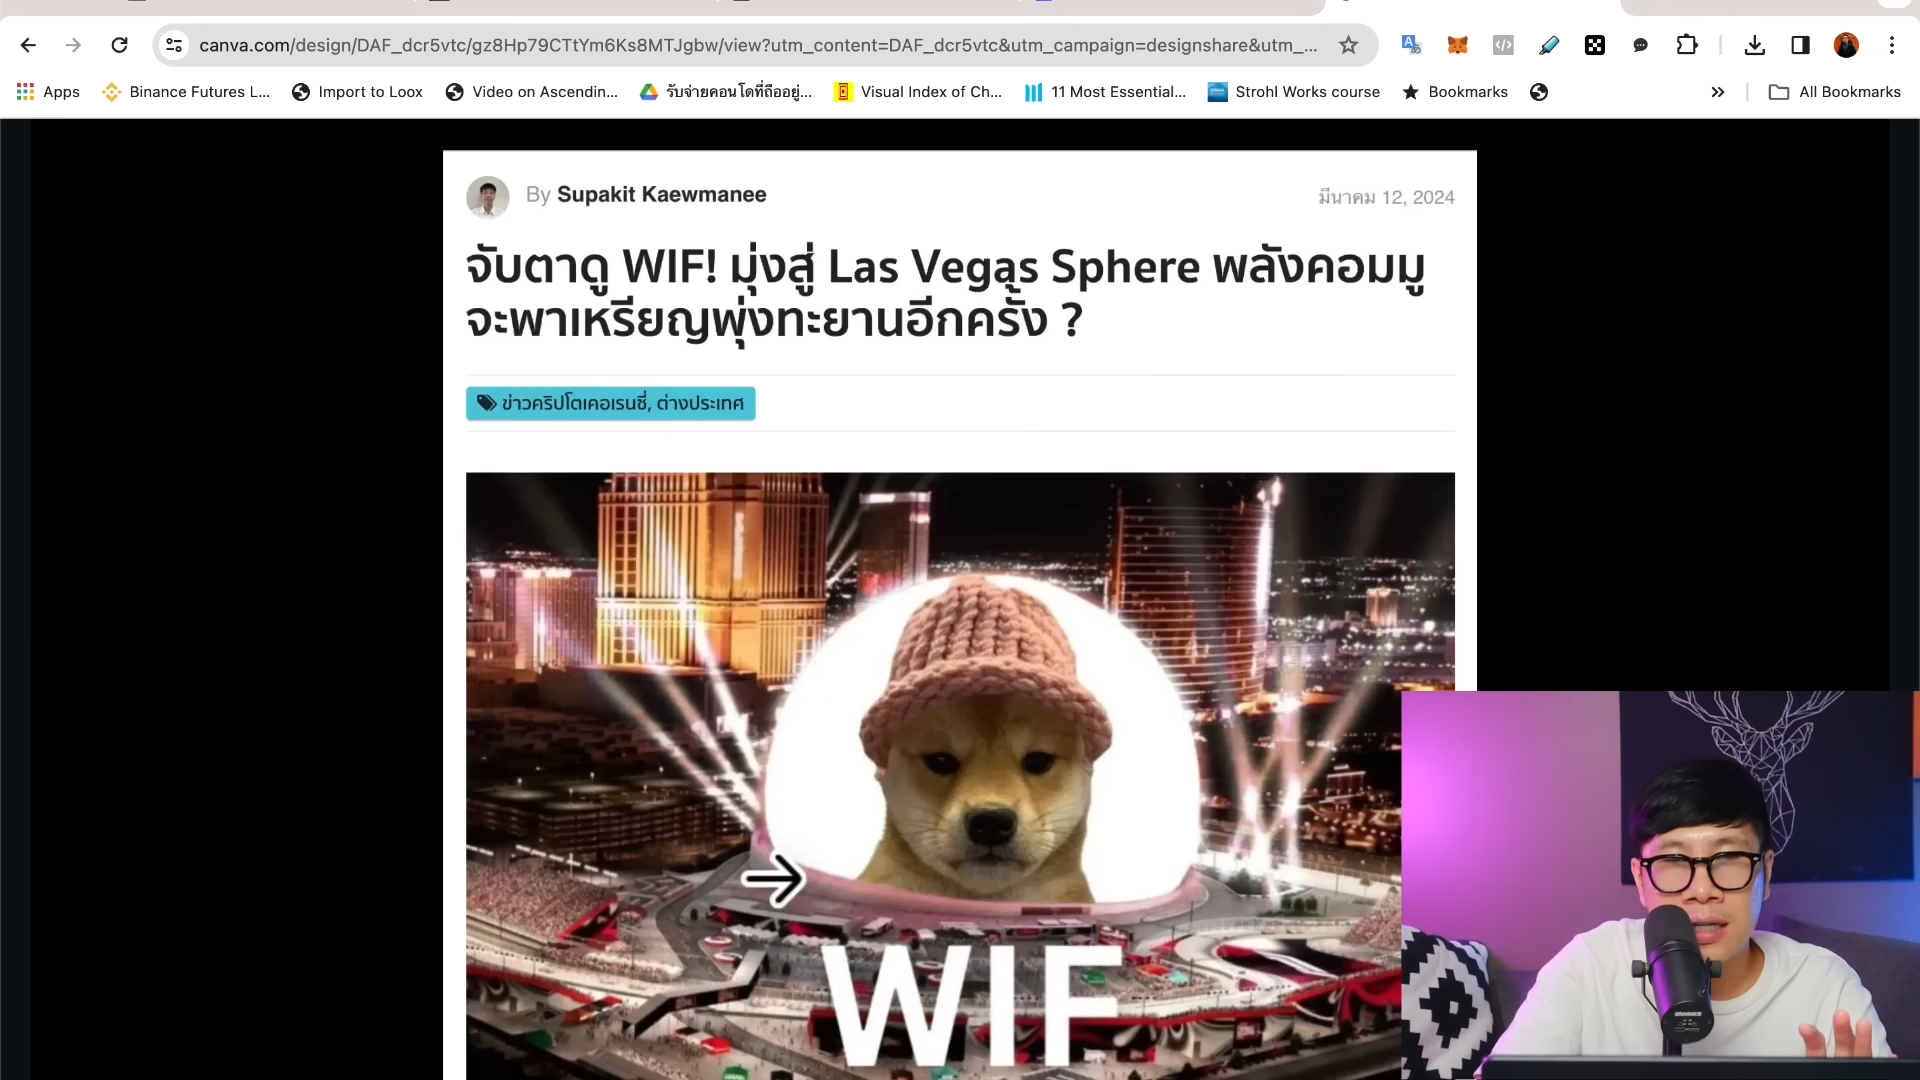 canva.com/design/DAF_dcr5vtc/gz8Hp79CTtYm6Ks8MTJgbw/view?utm_content=DAF_dcr5vtc&utm_campaign=designshare&utm_...
Apps
Binance Futures L...
Import to Loox
Video on Ascendin...
รับจ่ายคอนโดที่ถืออยู่...
Visual Index of Ch...
11 Most Essential...
Strohl Works course
Bookmarks
All Bookmarks
By Supakit Kaewmanee
มีนาคม 12, 2024
จับตาดู WIF! มุ่งสู่ Las Vegas Sphere พลังคอมมู
จะพาเหรียญพุ่งทะยานอีกครั้ง ?
ข่าวคริปโตเคอเรนซี่, ต่างประเทศ
WIF